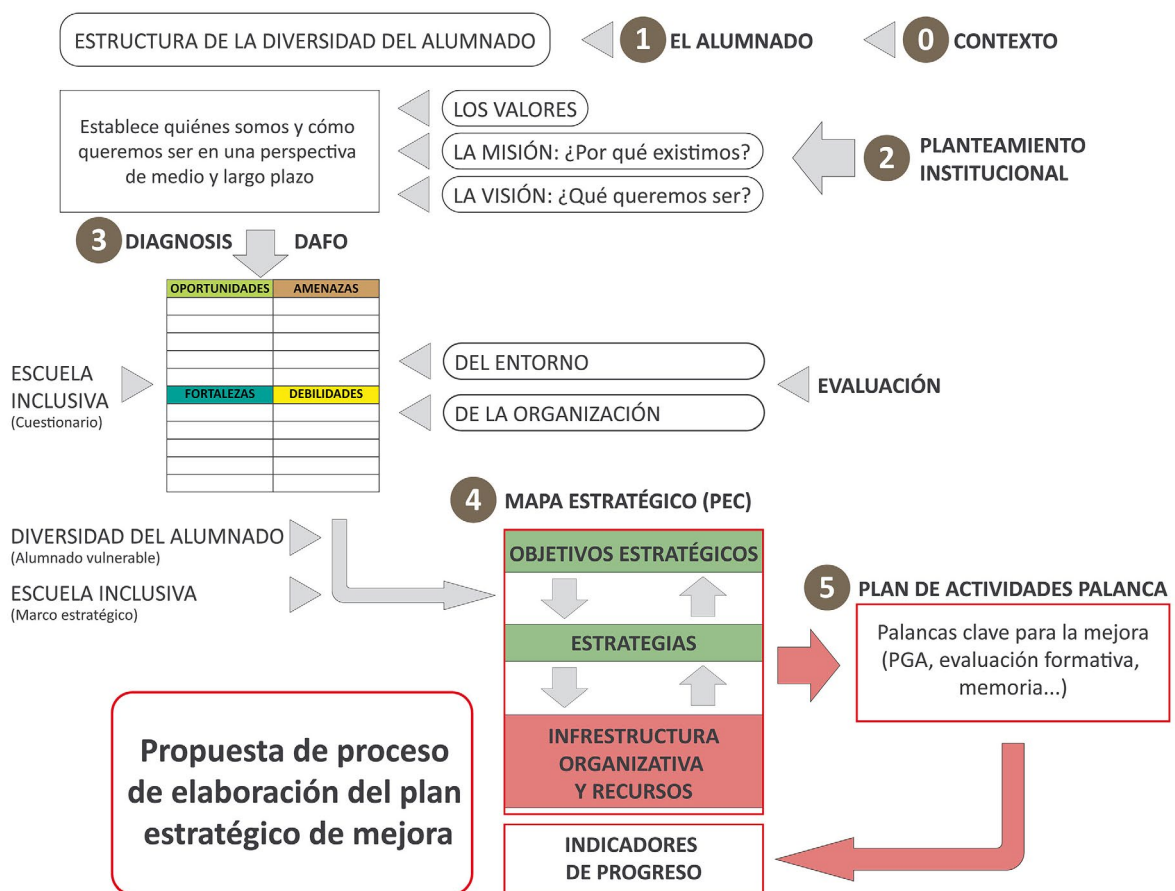 ESTRUCTURA DE LA DIVERSIDAD DEL ALUMNADO
1 EL ALUMNADO
0 CONTEXTO
Establece quiénes somos y cómo
queremos ser en una perspectiva
de medio y largo plazo
LOS VALORES
LA MISIÓN: ¿Por qué existimos?
LA VISIÓN: ¿Qué queremos ser?
2 PLANTEAMIENTO
INSTITUCIONAL
3 DIAGNOSIS
DAFO
OPORTUNIDADES
AMENAZAS
FORTALEZAS
DEBILIDADES
ESCUELA
INCLUSIVA
(Cuestionario)
DEL ENTORNO
DE LA ORGANIZACIÓN
EVALUACIÓN
DIVERSIDAD DEL ALUMNADO
(Alumnado vulnerable)
ESCUELA INCLUSIVA
(Marco estratégico)
4 MAPA ESTRATÉGICO (PEC)
OBJETIVOS ESTRATÉGICOS
ESTRATEGIAS
INFRESTRUCTURA
ORGANIZATIVA
Y RECURSOS
INDICADORES
DE PROGRESO
5 PLAN DE ACTIVIDADES PALANCA
Palancas clave para la mejora
(PGA, evaluación formativa,
memoria...)
Propuesta de proceso
de elaboración del plan
estratégico de mejora